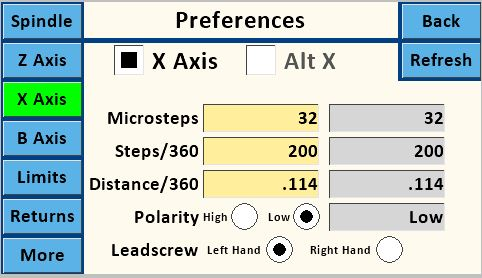 Spindle Preferences Back
Z Axis X Axis Alt X Refresh
X Axis Microsteps 32 32
B Axis Steps/360 200 200
Limits Distance/360 .114 .114
Returns Polarity High Low Low
More Leadscrew Left Hand Right Hand